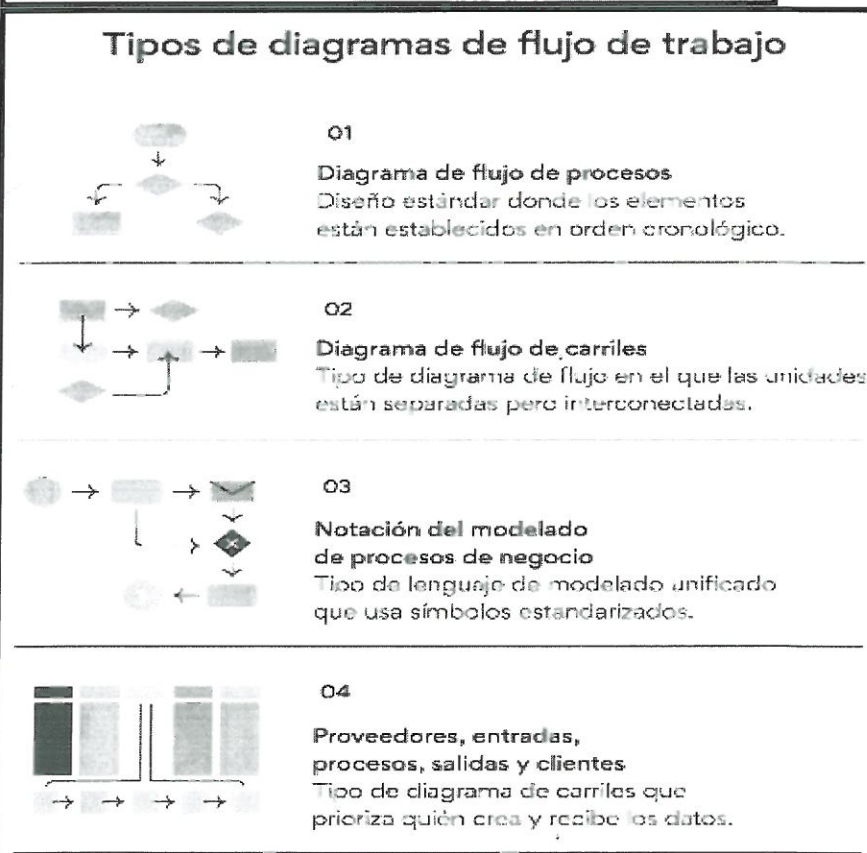 Tipos de diagramas de flujo de trabajo
01
Diagrama de flujo de procesos
Diseño estándar donde los elementos
están establecidos en orden cronológico.
02
Diagrama de flujo de carriles
Tipo de diagrama de flujo en el que las unidades
están separadas pero interconectadas.
03
Notación del modelado
de procesos de negocio
Tipo de lenguaje de modelado unificado
que usa símbolos estandarizados.
04
Proveedores, entradas,
procesos, salidas y clientes
Tipo de diagrama de carriles que
prioriza quién crea y recibe los datos.